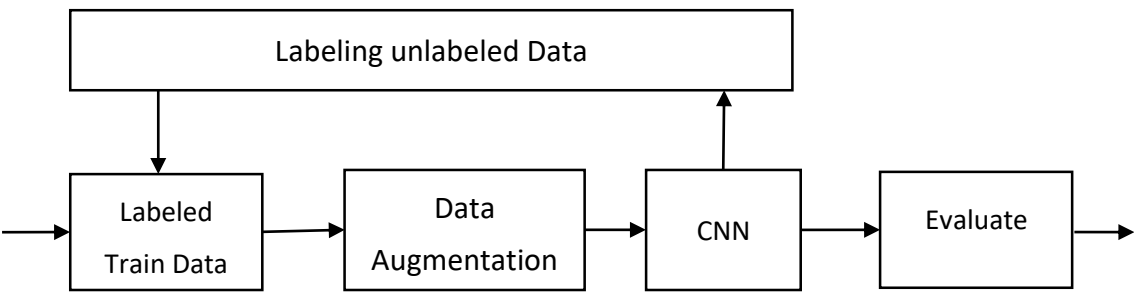 Labeling unlabeled Data
Labeled
Train Data
Data
Augmentation
CNN
Evaluate